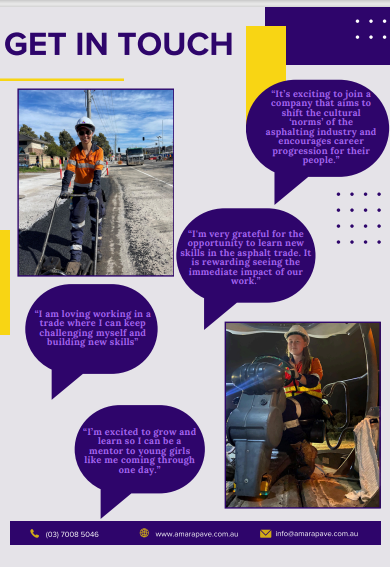 GET IN TOUCH
“It’s exciting to join a
company that aims to
shift the cultural
‘norms’ of the
asphalting industry and
encourages career
progression for their
people.”
“I’m very grateful for the
opportunity to learn new
skills in the asphalt trade. It
is rewarding seeing the
immediate impact of our
work.”
“I am loving working in a
trade where I can keep
challenging myself and
building new skills”
“I’m excited to grow and
learn so I can be a
mentor to young girls
like me coming through
one day.”
(03) 7008 5046
www.amarapave.com.au
info@amarapave.com.au